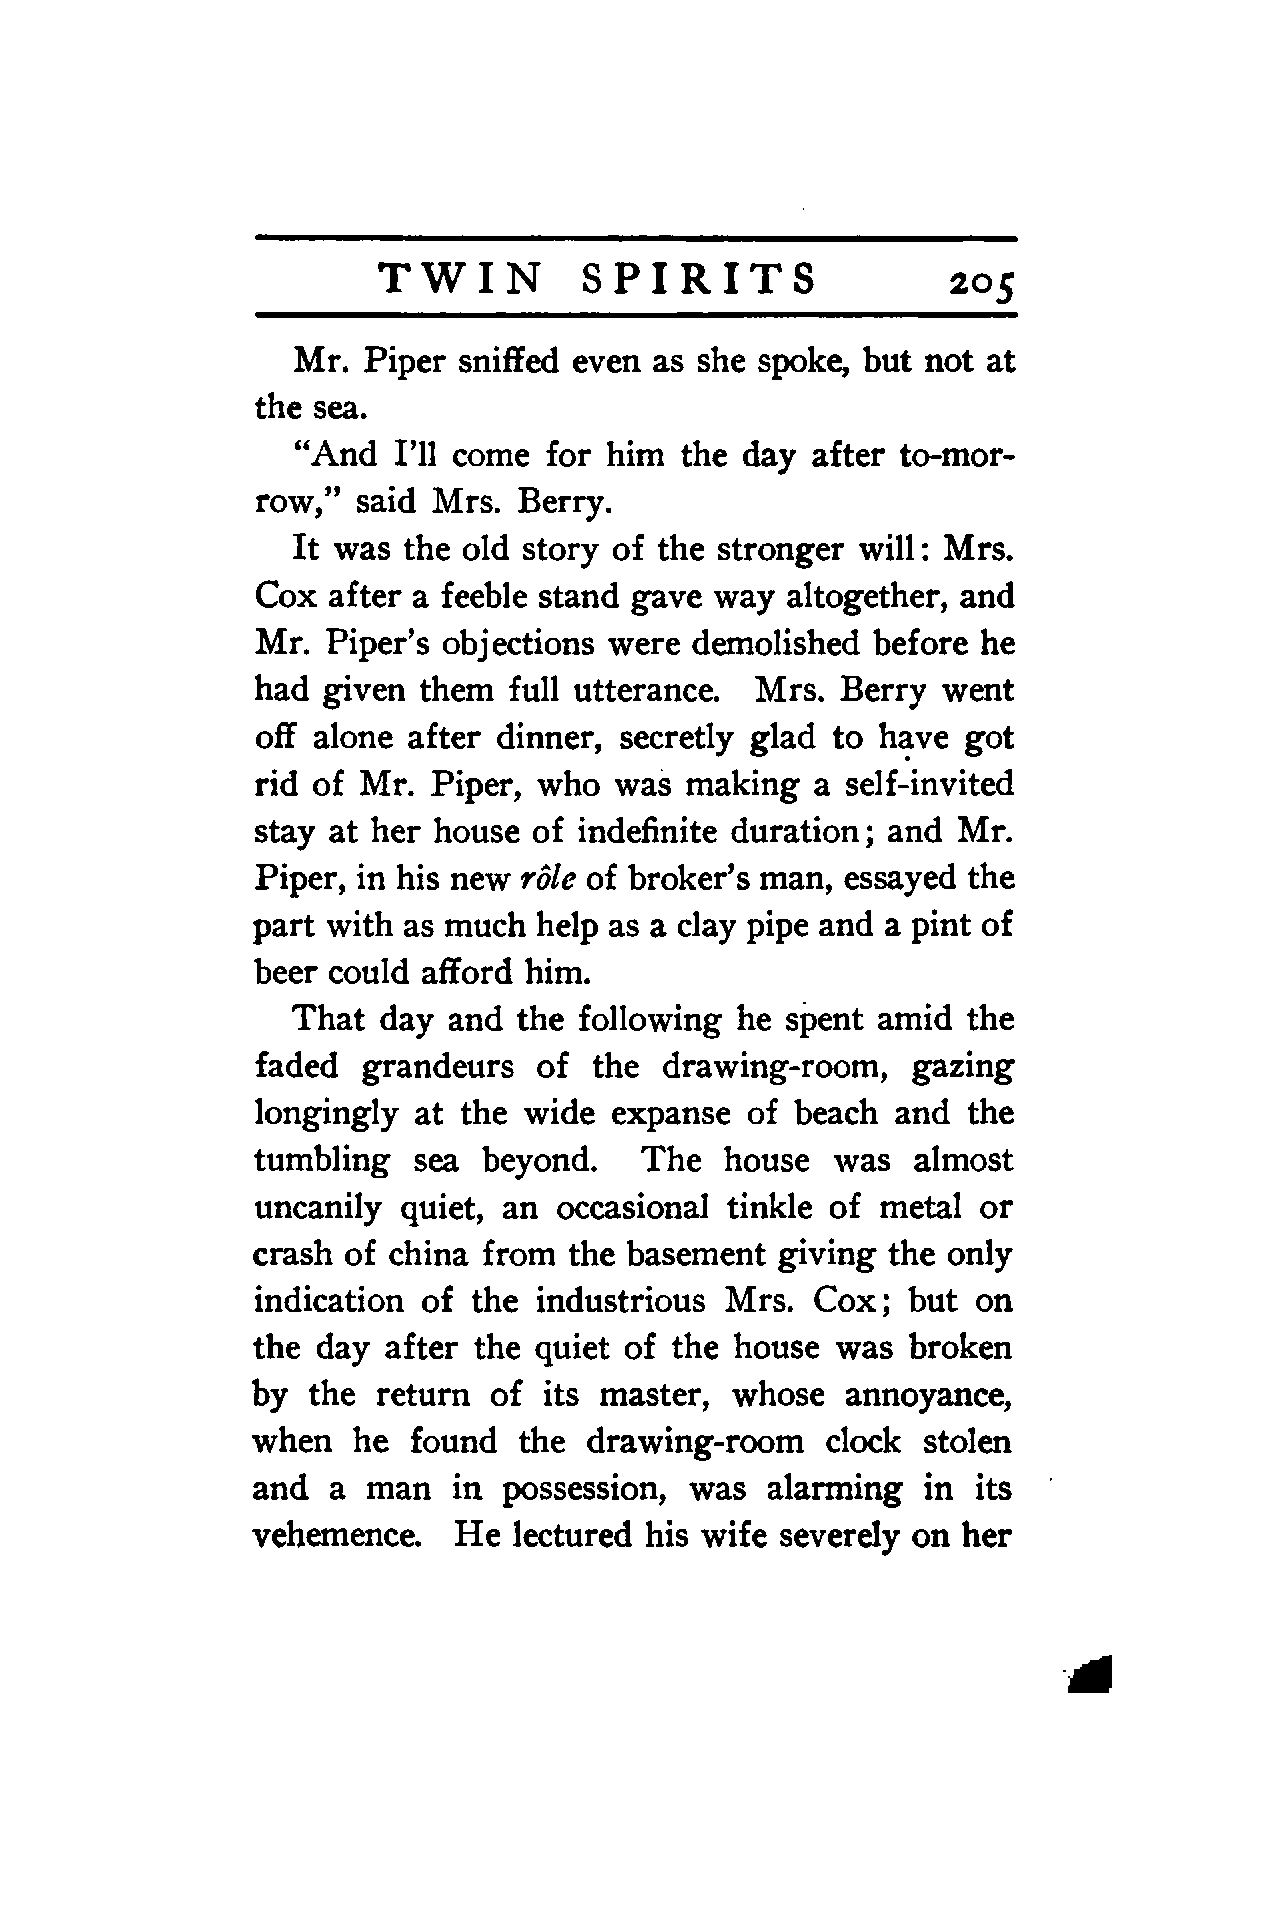 TWIN SPIRITS 205
Mr. Piper sniffed even as she spoke, but not at
the sea.
“And I’ll come for him the day after to-mor-
row,” said Mrs. Berry.
It was the old story of the stronger will: Mrs.
Cox after a feeble stand gave way altogether, and
Mr. Piper’s objections were demolished before he
had given them full utterance. Mrs. Berry went
off alone after dinner, secretly glad to have got
rid of Mr. Piper, who was making a self-invited
stay at her house of indefinite duration; and Mr.
Piper, in his new rôle of broker’s man, essayed the
part with as much help as a clay pipe and a pint of
beer could afford him.
That day and the following he spent amid the
faded grandeurs of the drawing-room, gazing
longingly at the wide expanse of beach and the
tumbling sea beyond. The house was almost
uncanily quiet, an occasional tinkle of metal or
crash of china from the basement giving the only
indication of the industrious Mrs. Cox; but on
the day after the quiet of the house was broken
by the return of its master, whose annoyance,
when he found the drawing-room clock stolen
and a man in possession, was alarming in its
vehemence. He lectured his wife severely on her